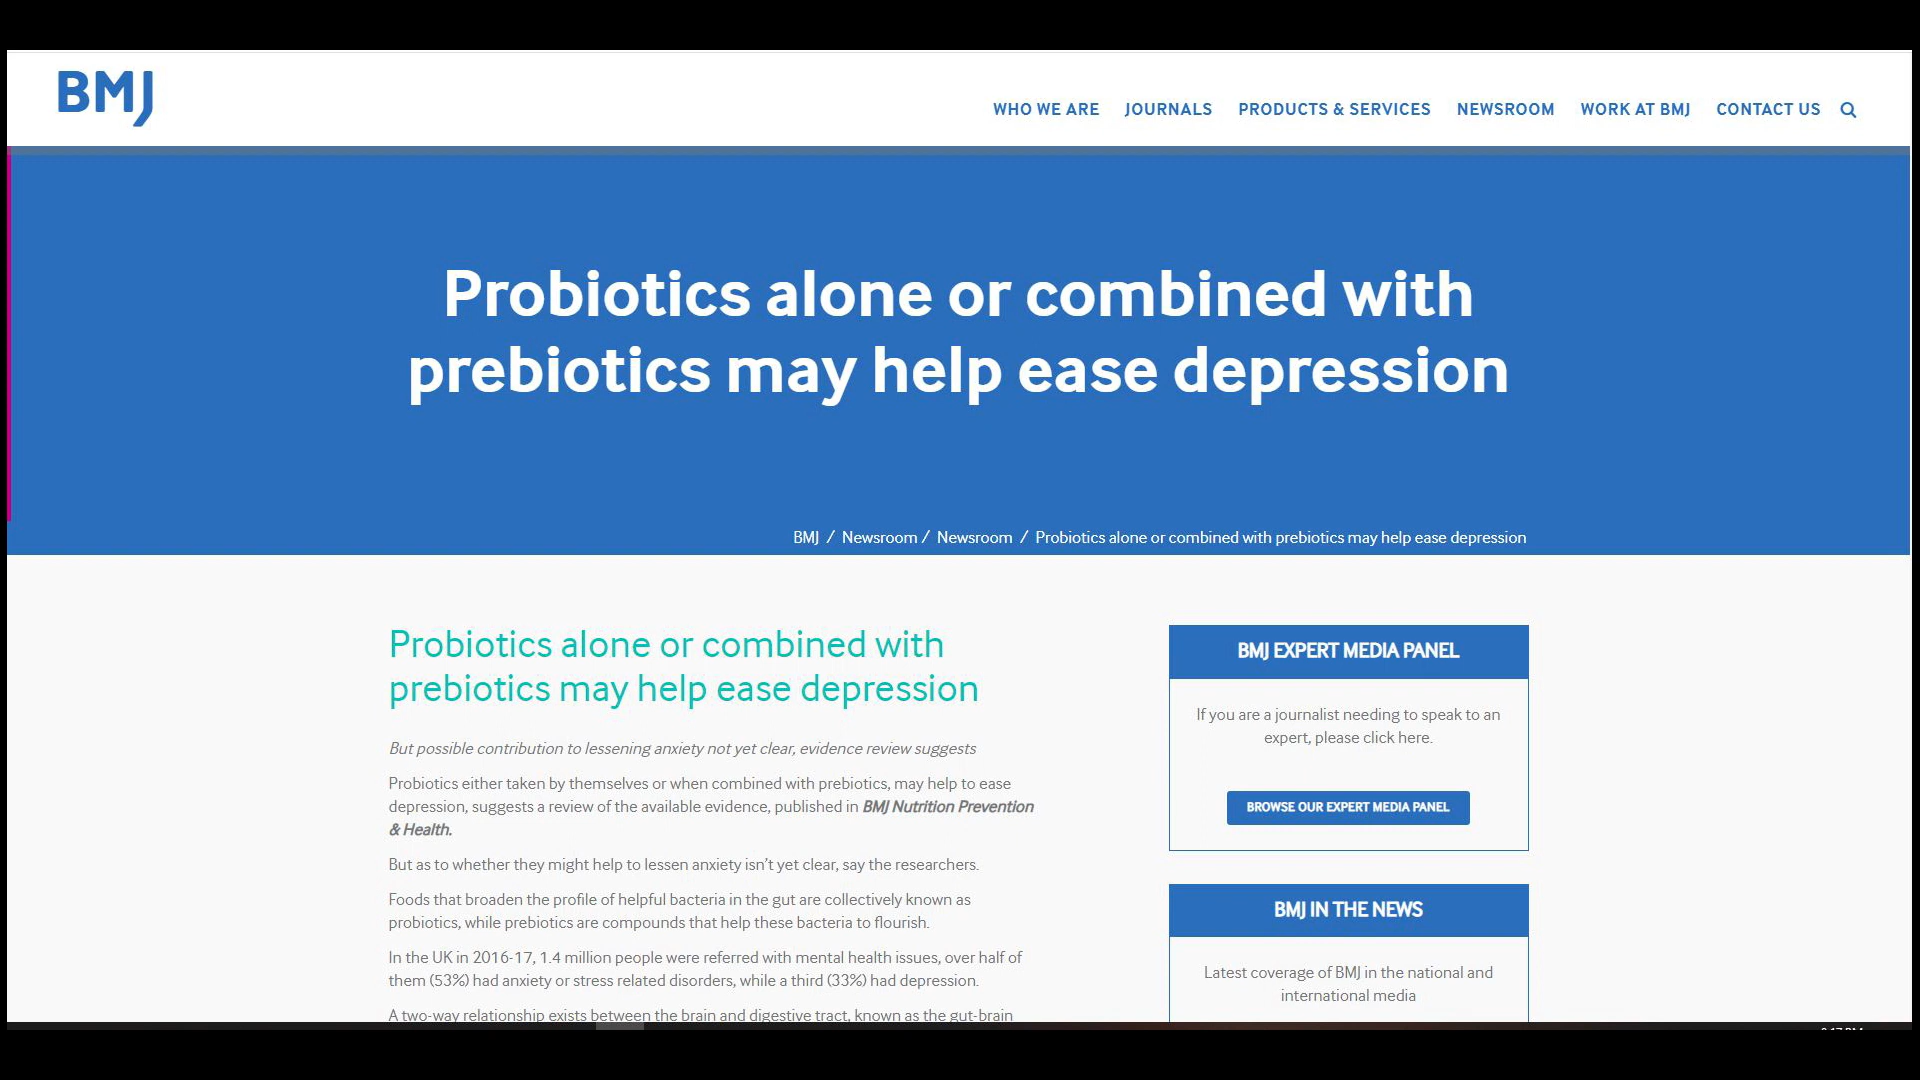 BMJ
WHO WE ARE JOURNALS PRODUCTS & SERVICES NEWSROOM WORK AT BMJ CONTACT US
Probiotics alone or combined with
prebiotics may help ease depression
BMJ / Newsroom / Newsroom / Probiotics alone or combined with prebiotics may help ease depression
Probiotics alone or combined with
prebiotics may help ease depression
But possible contribution to lessening anxiety not yet clear, evidence review suggests
Probiotics either taken by themselves or when combined with prebiotics, may help to ease
depression, suggests a review of the available evidence, published in BMJ Nutrition Prevention
& Health.
But as to whether they might help to lessen anxiety isn’t yet clear, say the researchers.
Foods that broaden the profile of helpful bacteria in the gut are collectively known as
probiotics, while prebiotics are compounds that help these bacteria to flourish.
In the UK in 2016-17, 1.4 million people were referred with mental health issues, over half of
them (53%) had anxiety or stress related disorders, while a third (33%) had depression.
A two-way relationship exists between the brain and digestive tract, known as the gut-brain
BMJ EXPERT MEDIA PANEL
If you are a journalist needing to speak to an
expert, please click here.
BROWSE OUR EXPERT MEDIA PANEL
BMJ IN THE NEWS
Latest coverage of BMJ in the national and
international media